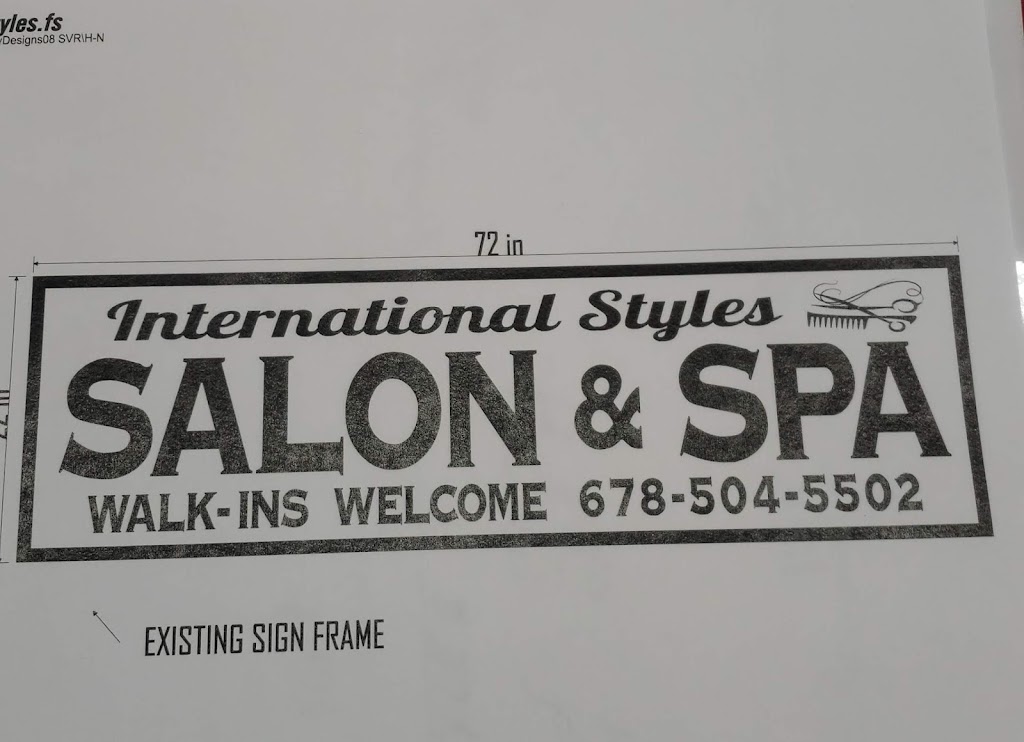 yles.fs
Designs08 SVR\H-N
72 in
International Styles
SALON & SPA
WALK-INS WELCOME 678-504-5502
EXISTING SIGN FRAME